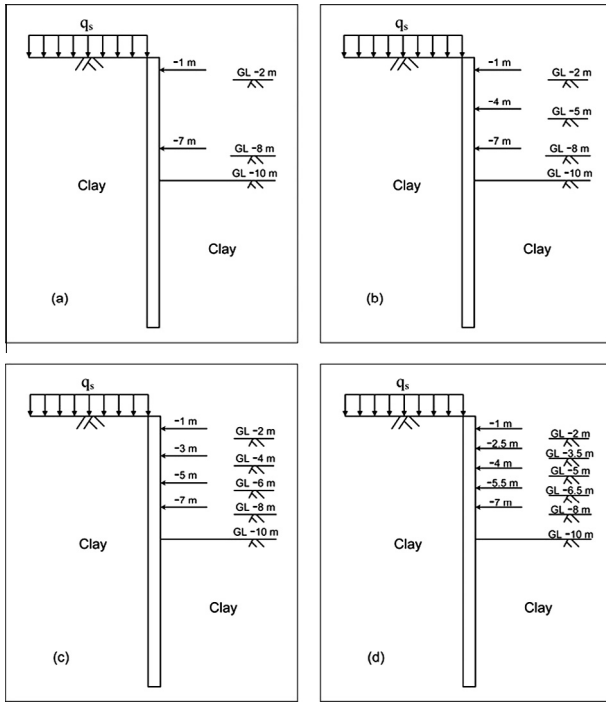 qs
−1 m
GL −2 m
−7 m
GL −8 m
GL −10 m
Clay
Clay
(a)
qs
−1 m
GL −2 m
−4 m
GL −5 m
−7 m
GL −8 m
GL −10 m
Clay
Clay
(b)
qs
−1 m
GL −2 m
−3 m
GL −4 m
−5 m
GL −6 m
−7 m
GL −8 m
GL −10 m
Clay
Clay
(c)
qs
−1 m
GL −2 m
−2.5 m
GL −3.5 m
−4 m
GL −5 m
−5.5 m
GL −6.5 m
−7 m
GL −8 m
GL −10 m
Clay
Clay
(d)